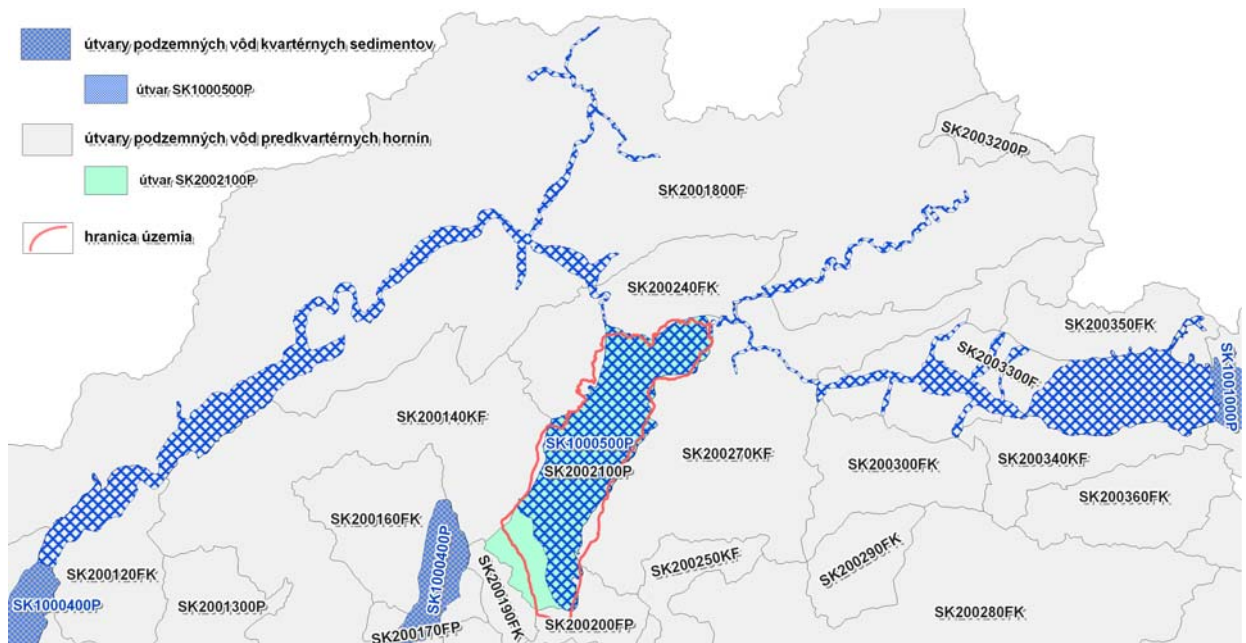 útvary podzemných vôd kvartérnych sedimentov
útvar SK1000500P
útvary podzemných vôd predkvartérnych hornín
útvar SK2002100P
hranica územia
SK2003200P
SK2001800F
SK200240FK
SK200350FK
SK2003300F
SK1001000P
SK200140KF
SK1000500P
SK200270KF
SK2002100P
SK200300FK
SK200340KF
SK200360FK
SK200160FK
SK1000400P
SK200250KF
SK200290FK
SK200120FK
SK1000400P
SK2001300P
SK200190FK
SK200280FK
SK200170FP
SK200200FP